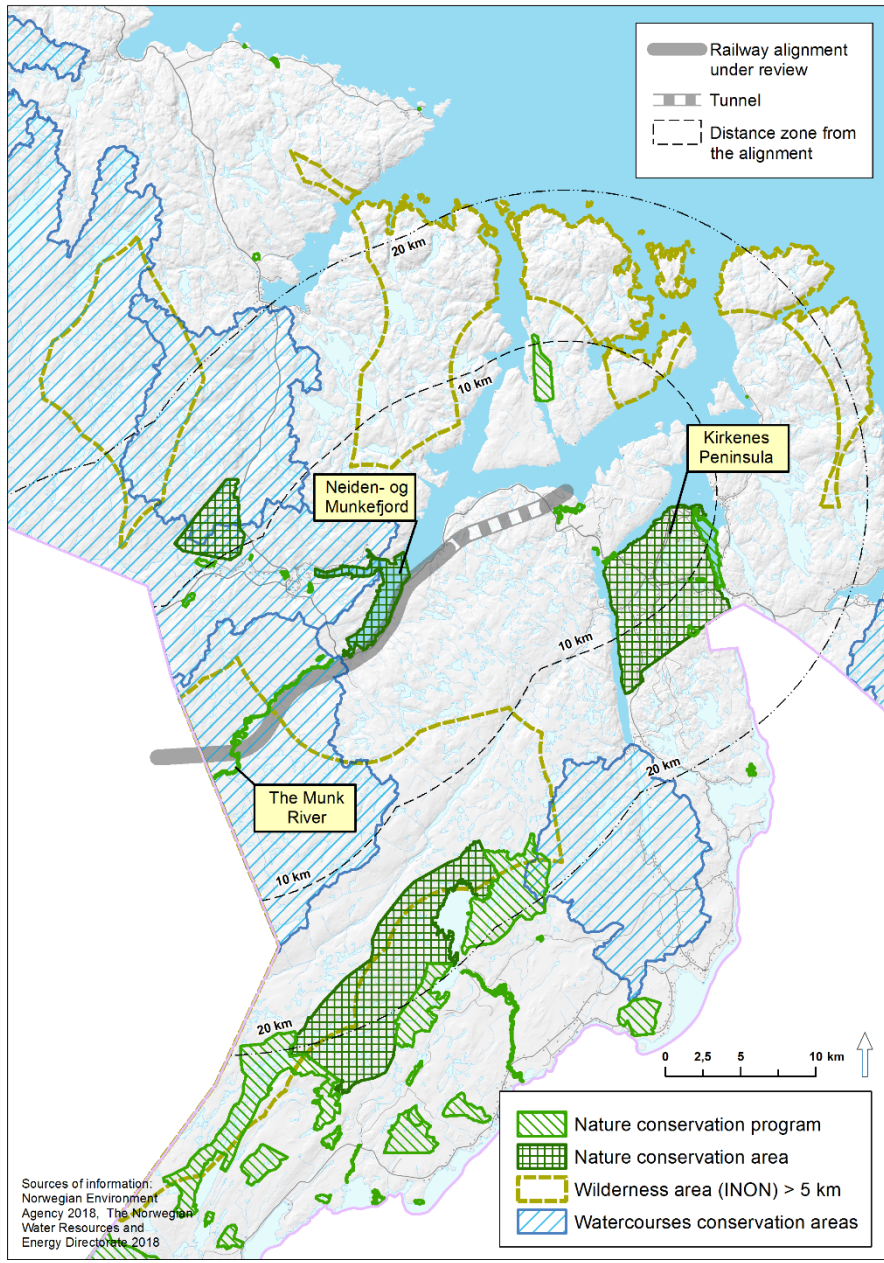 Railway alignment
under review
Tunnel
Distance zone from
the alignment
20 km
10 km
Kirkenes
Peninsula
Neiden- og
Munkefjord
10 km
20 km
The Munk
River
10 km
20 km
0 2,5 5 10 km
Nature conservation program
Nature conservation area
Wilderness area (INON) > 5 km
Watercourses conservation areas
Sources of information:
Norwegian Environment
Agency 2018, The Norwegian
Water Resources and
Energy Directorate 2018